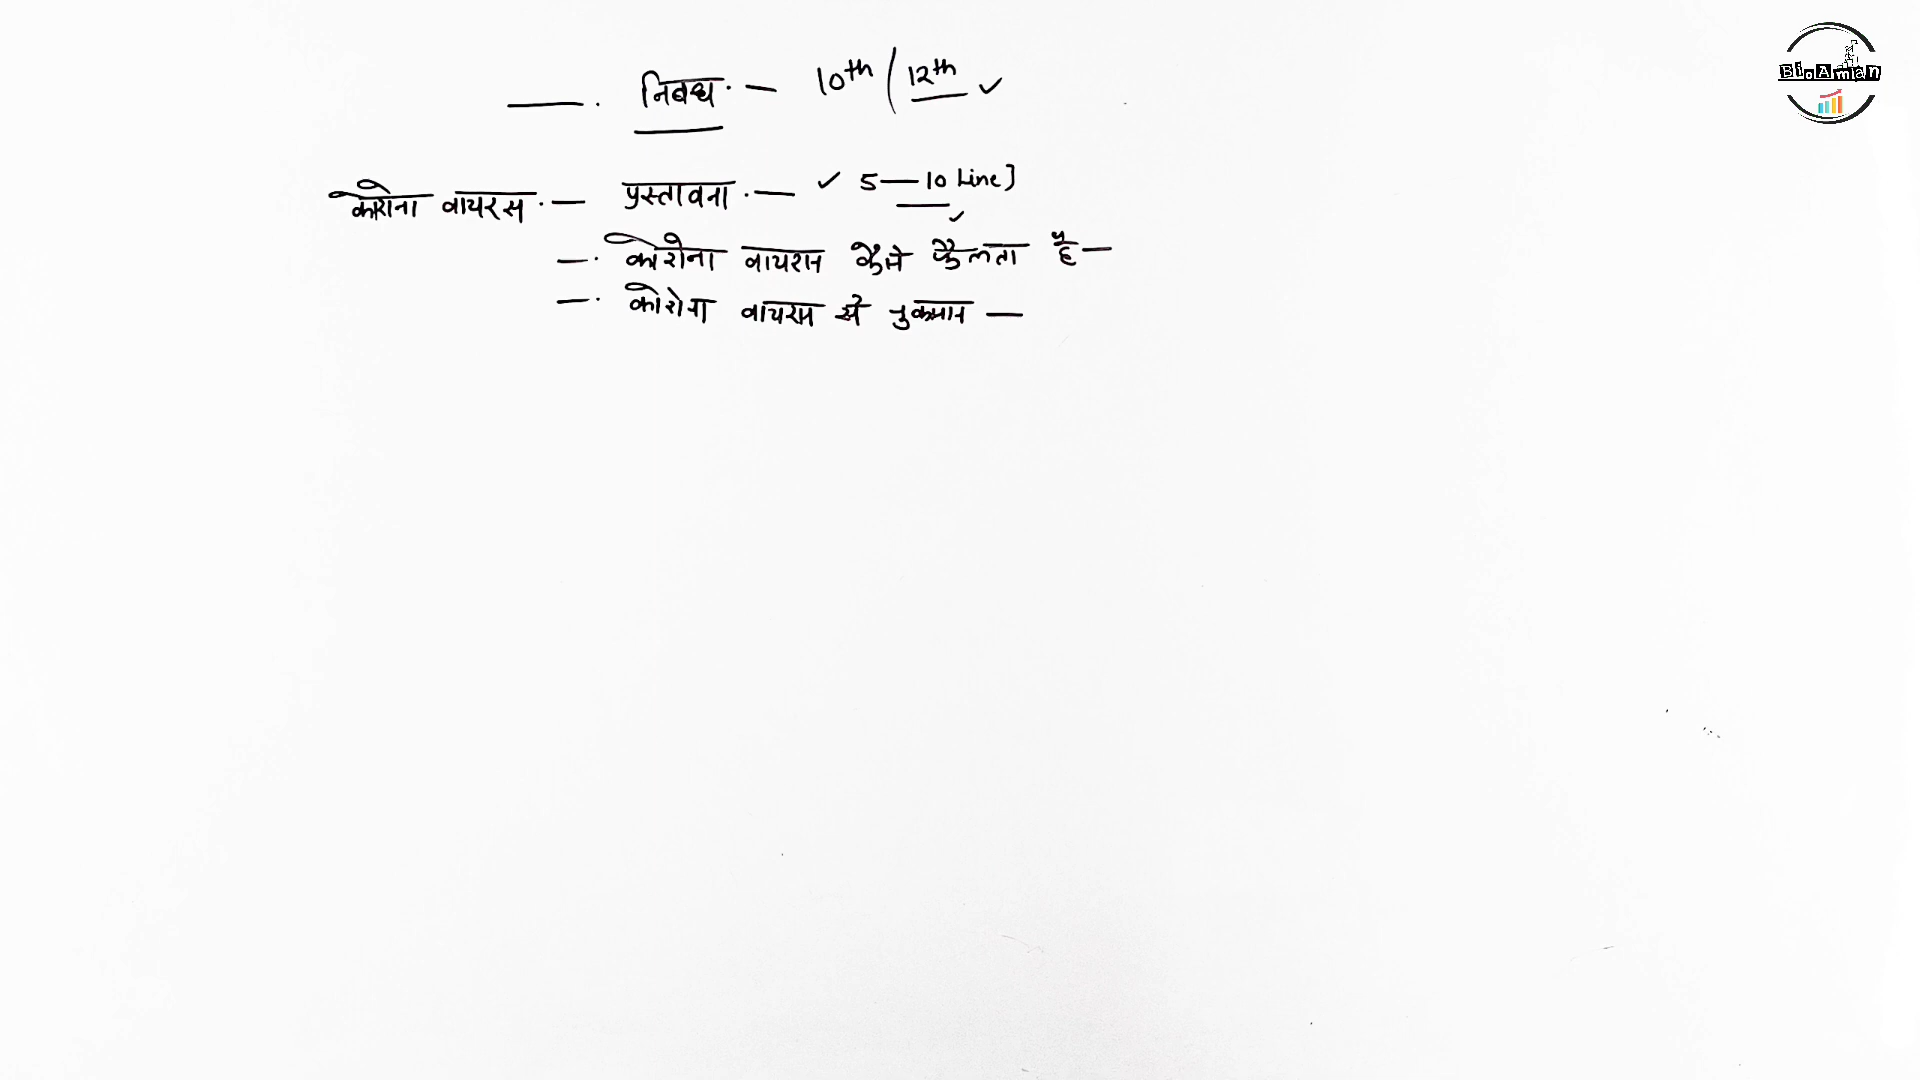 BioAman
निबंध :- 10th / 12th ✓
कोरोना वायरस :- प्रस्तावना :- ✓ 5 — 10 Line ]
—. कोरोना वायरस कैसे फैलता है — ✓
—. कोरोना वायरस से नुकसान —